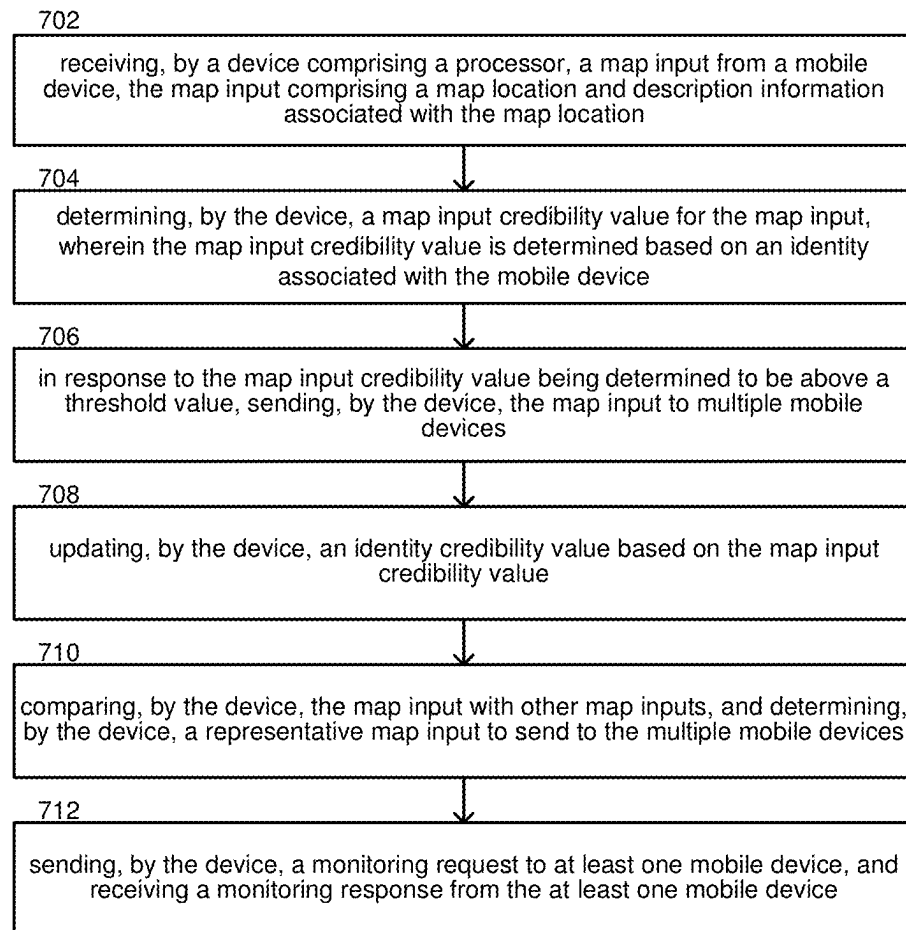 702
receiving, by a device comprising a processor, a map input from a mobile
device, the map input comprising a map location and description information
associated with the map location
704
determining, by the device, a map input credibility value for the map input,
wherein the map input credibility value is determined based on an identity
associated with the mobile device
706
in response to the map input credibility value being determined to be above a
threshold value, sending, by the device, the map input to multiple mobile
devices
708
updating, by the device, an identity credibility value based on the map input
credibility value
710
comparing, by the device, the map input with other map inputs, and determining,
by the device, a representative map input to send to the multiple mobile devices
712
sending, by the device, a monitoring request to at least one mobile device, and
receiving a monitoring response from the at least one mobile device